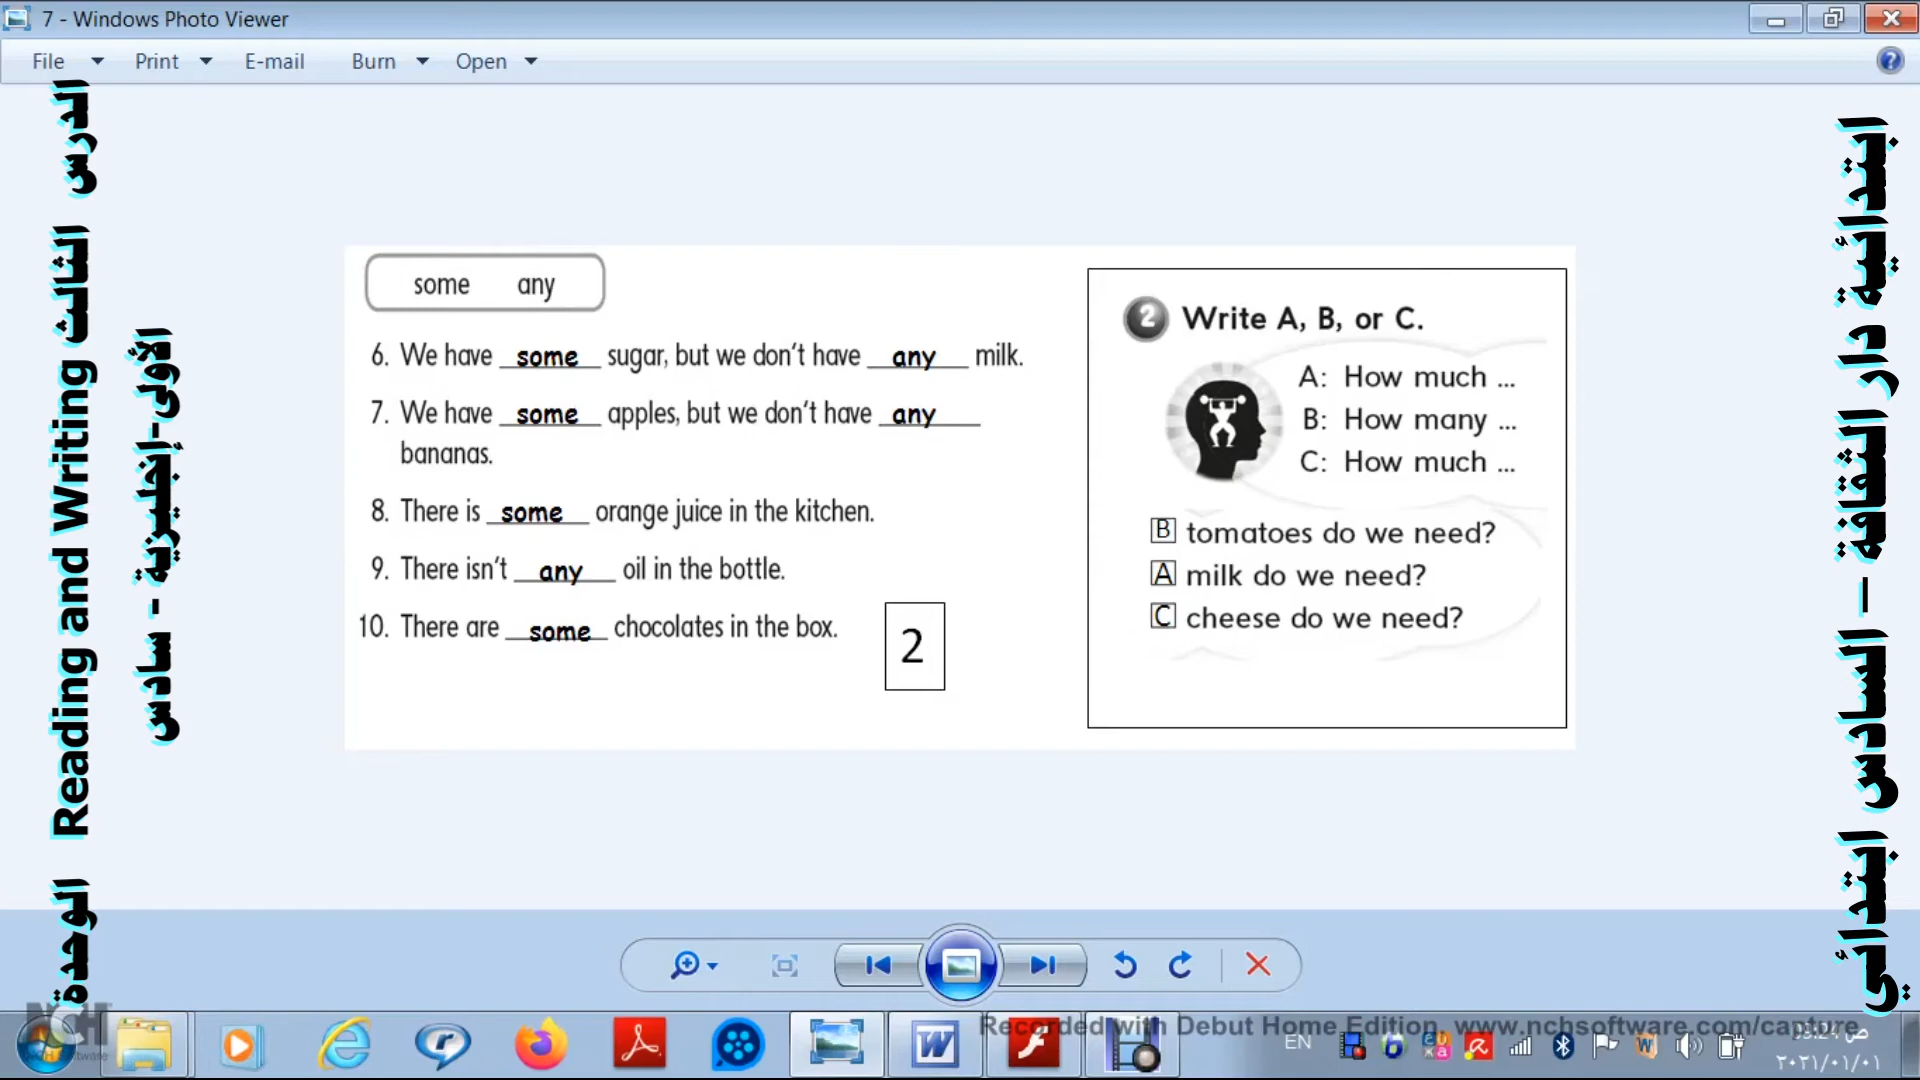 7 - Windows Photo Viewer
File Print E-mail Burn Open
some any
6. We have some sugar, but we don't have any milk.
7. We have some apples, but we don't have any
bananas.
8. There is some orange juice in the kitchen.
9. There isn't any oil in the bottle.
10. There are some chocolates in the box.
2
2 Write A, B, or C.
A: How much ...
B: How many ...
C: How much ...
B tomatoes do we need?
A milk do we need?
C cheese do we need?
الوحدة Reading and Writing الدرس الثالث
الأولى-إنجليزية - سادس
ابتدائية دار الثقافة – السادس ابتدائي
NCH
Software
Recorded with Debut Home Edition. www.nchsoftware.com/capture
EN
٢٠٢١/٠١/٠١